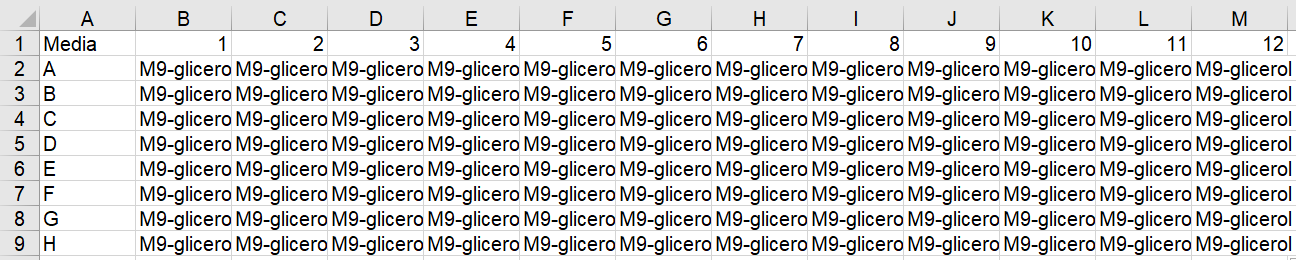 A B C D E F G H I J K L M
1 Media 1 2 3 4 5 6 7 8 9 10 11 12
2 A M9-glicero M9-glicero M9-glicero M9-glicero M9-glicero M9-glicero M9-glicero M9-glicero M9-glicero M9-glicero M9-glicero M9-glicerol
3 B M9-glicero M9-glicero M9-glicero M9-glicero M9-glicero M9-glicero M9-glicero M9-glicero M9-glicero M9-glicero M9-glicero M9-glicerol
4 C M9-glicero M9-glicero M9-glicero M9-glicero M9-glicero M9-glicero M9-glicero M9-glicero M9-glicero M9-glicero M9-glicero M9-glicerol
5 D M9-glicero M9-glicero M9-glicero M9-glicero M9-glicero M9-glicero M9-glicero M9-glicero M9-glicero M9-glicero M9-glicero M9-glicerol
6 E M9-glicero M9-glicero M9-glicero M9-glicero M9-glicero M9-glicero M9-glicero M9-glicero M9-glicero M9-glicero M9-glicero M9-glicerol
7 F M9-glicero M9-glicero M9-glicero M9-glicero M9-glicero M9-glicero M9-glicero M9-glicero M9-glicero M9-glicero M9-glicero M9-glicerol
8 G M9-glicero M9-glicero M9-glicero M9-glicero M9-glicero M9-glicero M9-glicero M9-glicero M9-glicero M9-glicero M9-glicero M9-glicerol
9 H M9-glicero M9-glicero M9-glicero M9-glicero M9-glicero M9-glicero M9-glicero M9-glicero M9-glicero M9-glicero M9-glicero M9-glicerol